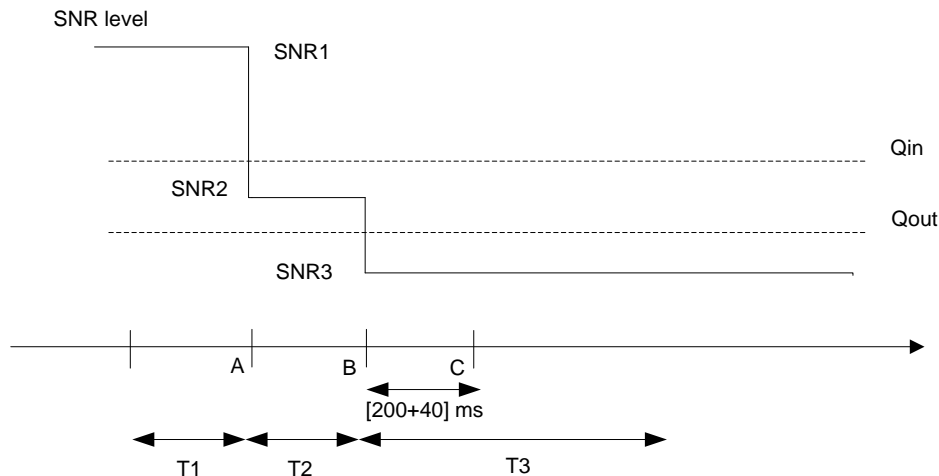 SNR level
SNR1
Qin
SNR2
Qout
SNR3
A
B
C
[200+40] ms
T1
T2
T3